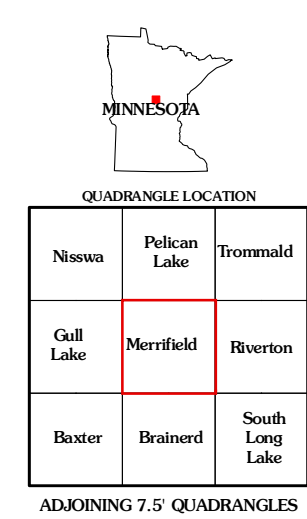 MINNESOTA
QUADRANGLE LOCATION
Nisswa
Pelican
Lake
Trommald
Gull
Lake
Merrifield
Riverton
Baxter
Brainerd
South
Long
Lake
ADJOINING 7.5' QUADRANGLES